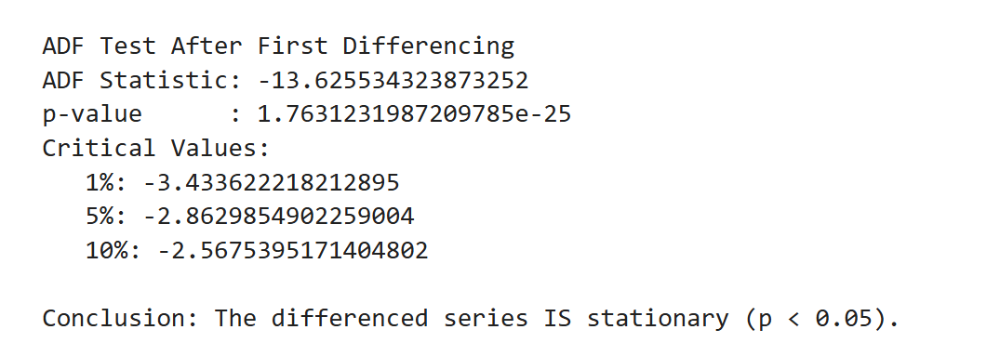 ADF Test After First Differencing
ADF Statistic: -13.625534323873252
p-value      : 1.7631231987209785e-25
Critical Values:
   1%: -3.433622218212895
   5%: -2.8629854902259004
   10%: -2.5675395171404802

Conclusion: The differenced series IS stationary (p < 0.05).